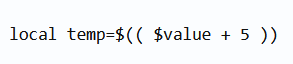 local temp=$(( $value + 5 ))